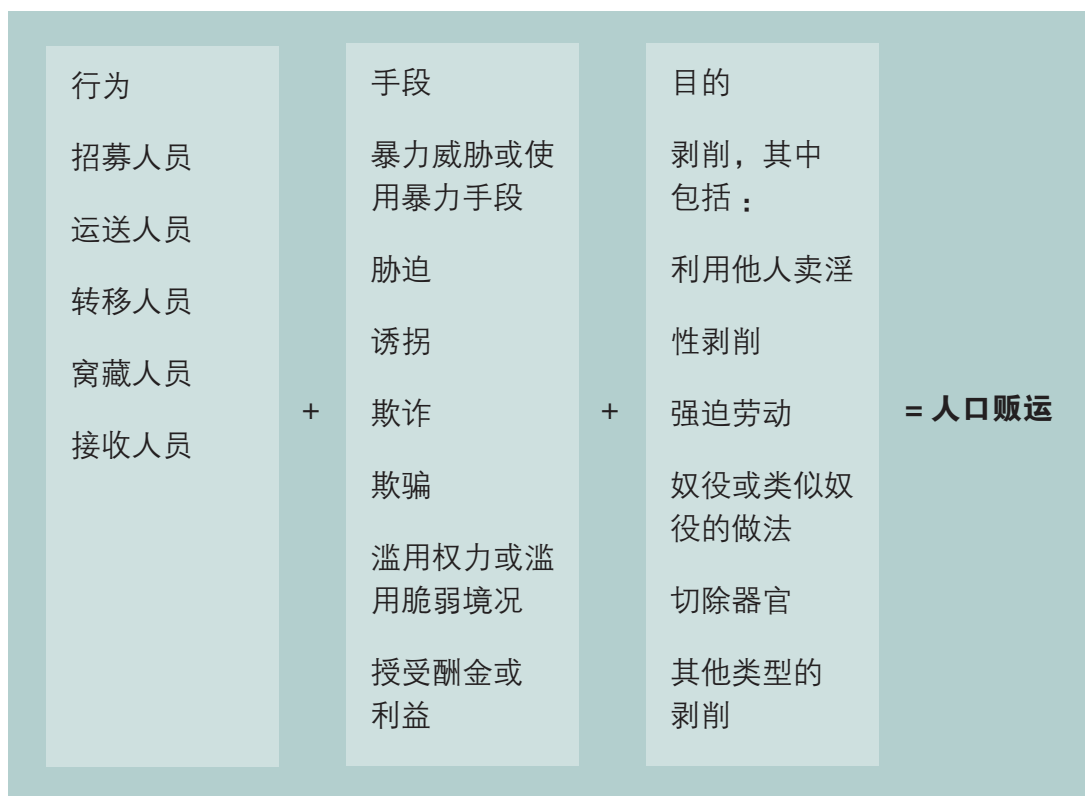 行为
招募人员
运送人员
转移人员
窝藏人员
接收人员
+
手段
暴力威胁或使
用暴力手段
胁迫
诱拐
欺诈
欺骗
滥用权力或滥
用脆弱境况
授受酬金或
利益
+
目的
剥削，其中
包括：
利用他人卖淫
性剥削
强迫劳动
奴役或类似奴
役的做法
切除器官
其他类型的
剥削
= 人口贩运